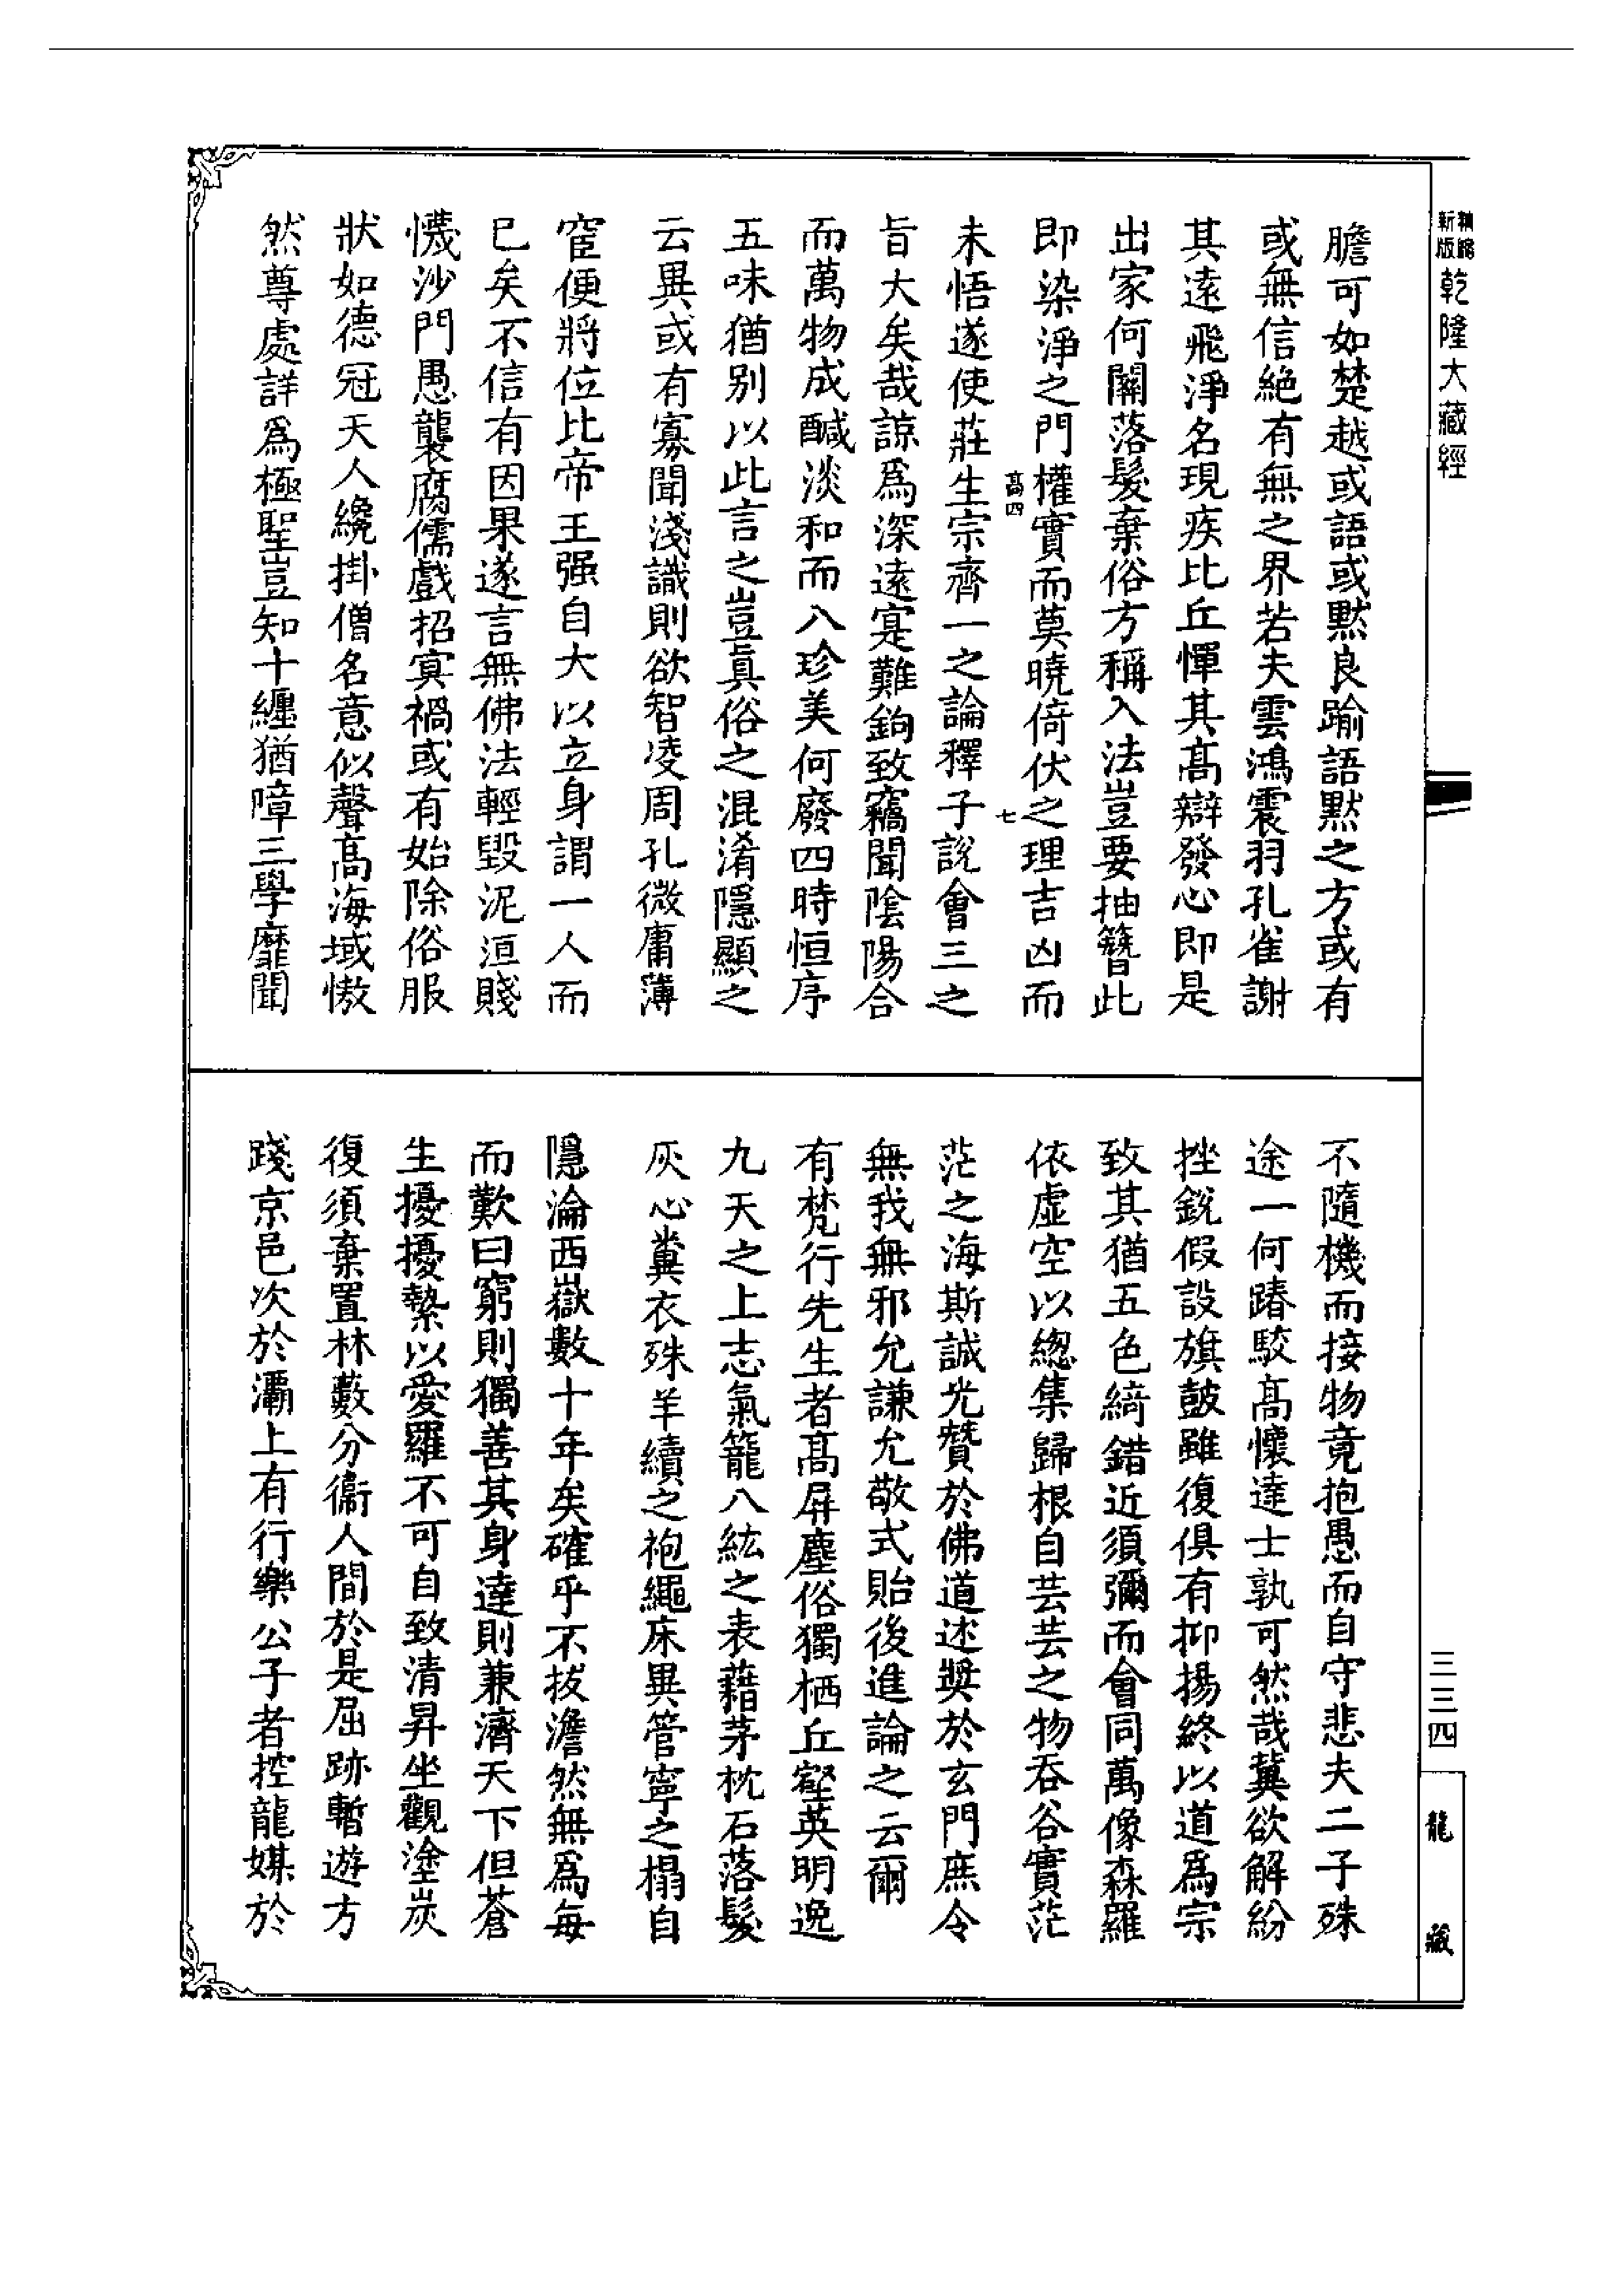 新版
乾隆大藏經
膽可如楚越或語或默良踰語默之方或有
或無信絕有無之界若夫雲鴻震羽孔雀謝
其遠飛淨名現疾比丘憚其髙辯發心即是
出家何關落髮棄俗方稱入法豈要抽簪此
即染淨之門權實而莫曉倚伏之理吉凶而
髙四
七
未悟遂使莊生宗齊一之論釋子說會三之
旨大矣哉諒爲深遠寔難鉤致竊聞陰陽合
而萬物成醎淡和而八珍美何廢四時恒序
五味猶別以此言之豈眞俗之混淆隱顯之
云異或有寡聞淺識則欲智凌周孔微庸薄
宦便將位比帝王强自大以立身謂一人而
已矣不信有因果遂言無佛法輕毀泥洹賤
懱沙門愚襲腐儒戲招寘禍或有始除俗服
狀如德冠天人纔掛僧名意似聲髙海域慠
然尊處詳爲極聖豈知十纏猶障三學靡聞
不隨機而接物竟抱愚而自守悲夫二子殊
途一何踳駮髙懷達士孰可然哉冀欲解紛
挫銳假設旗鼓雖復俱有抑揚終以道爲宗
致其猶五色綺錯近須彌而會同萬像森羅
依虛空以緫集歸根自芸芸之物吞谷實茫
茫之海斯誠光贊於佛道述奬於玄門庶令
無我無邪允謙允敬式貽後進論之云爾
有梵行先生者髙屏塵俗獨栖丘壑英明逸
九天之上志氣籠八紘之表藉茅枕石落髮
灰心糞衣殊羊續之袍繩床異管寧之榻自
隱淪西嶽數十年矣確乎不拔澹然無爲每
而歎曰窮則獨善其身達則兼濟天下但蒼
生擾擾縶以愛羅不可自致清昇坐觀塗炭
復須棄置林藪分衞人間於是屈跡暫遊方
踐京邑次於灞上有行樂公子者控龍媒於
三三四
龍藏